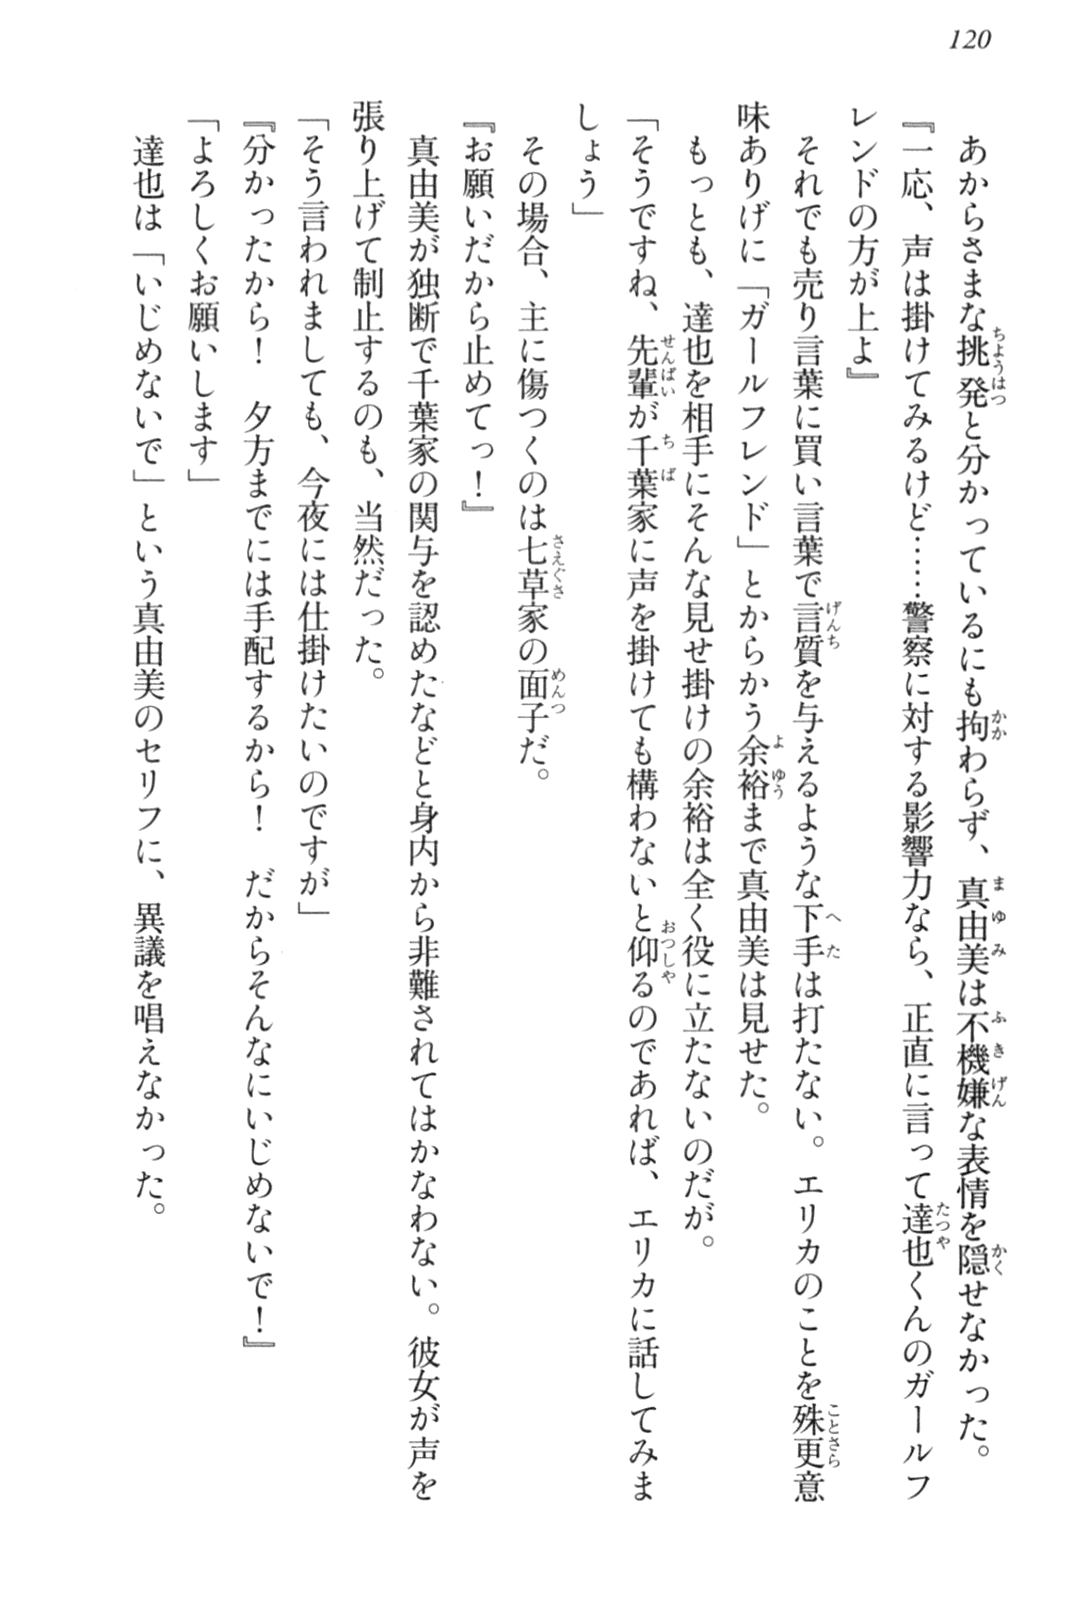 120
あからさまな挑発と分かっているにも拘わらず、真由美は不機嫌な表情を隠せなかった。
『一応、声は掛けてみるけど……警察に対する影響力なら、正直に言って達也くんのガールフ
レンドの方が上よ』
それでも売り言葉に買い言葉で言質を与えるような下手は打たない。エリカのことを殊更意
味ありげに「ガールフレンド」とからかう余裕まで真由美は見せた。
もっとも、達也を相手にそんな見せ掛けの余裕は全く役に立たないのだが。
「そうですね、先輩が千葉家に声を掛けても構わないと仰るのであれば、エリカに話してみま
しょう」
その場合、主に傷つくのは七草家の面子だ。
『お願いだから止めてっ！』
真由美が独断で千葉家の関与を認めたなどと身内から非難されてはかなわない。彼女が声を
張り上げて制止するのも、当然だった。
「そう言われましても、今夜には仕掛けたいのですが」
『分かったから！　夕方までには手配するから！　だからそんなにいじめないで！』
「よろしくお願いします」
達也は「いじめないで」という真由美のセリフに、異議を唱えなかった。